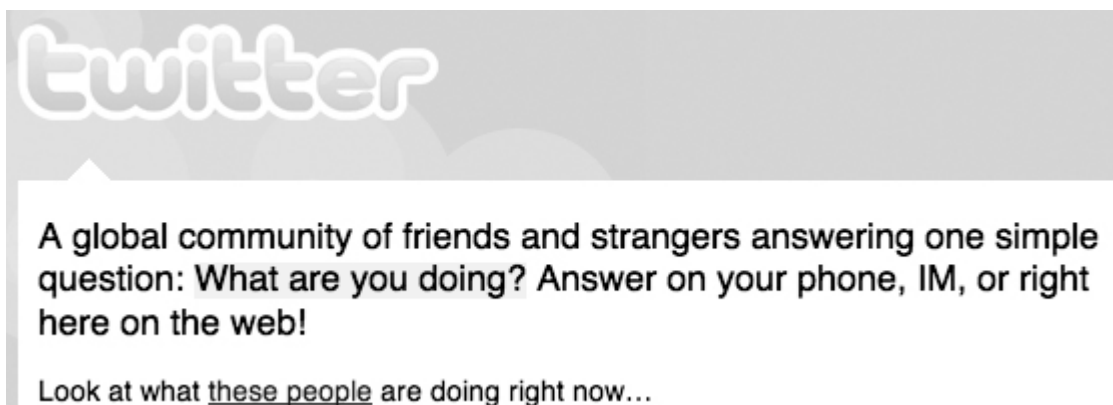 twitter
A global community of friends and strangers answering one simple
question: What are you doing? Answer on your phone, IM, or right
here on the web!
Look at what these people are doing right now...